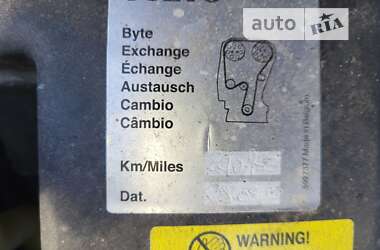 auto RIA
Byte
Exchange
Échange
Austausch
Cambio
Câmbio
Km/Miles
Dat.
WARNING!